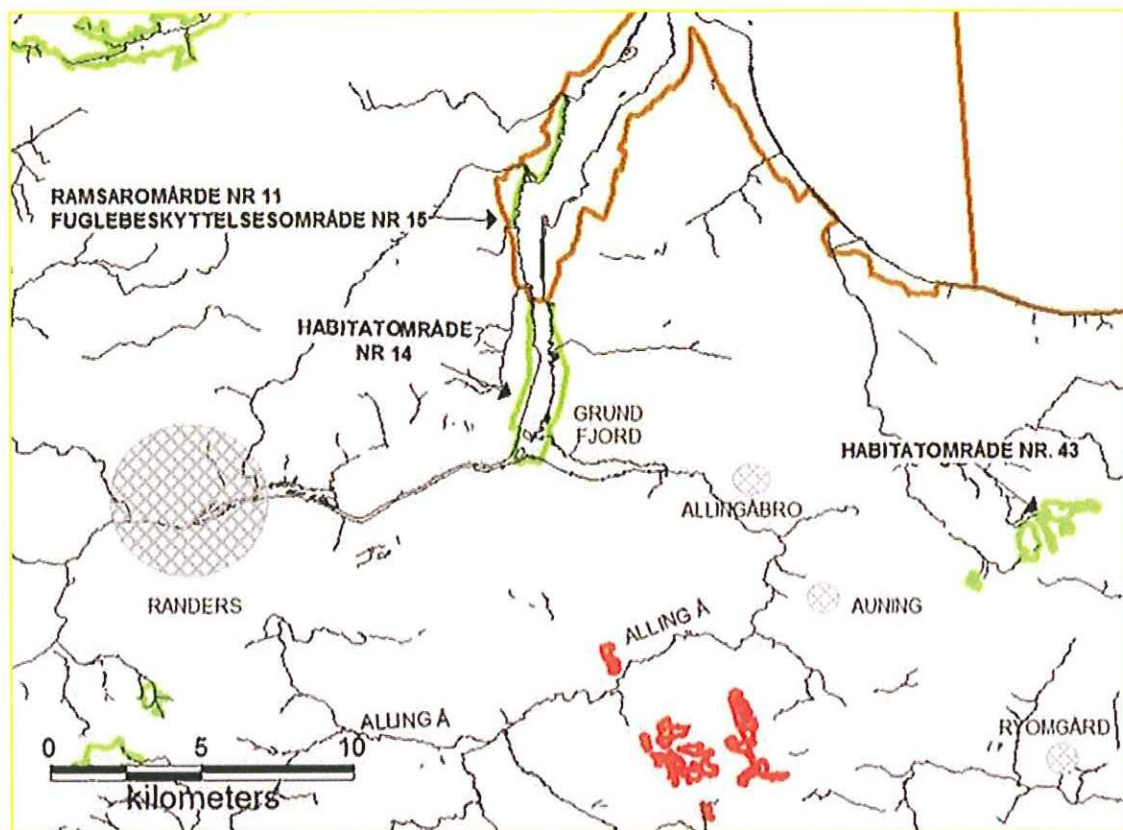 RAMSAROMÅRDE NR 11
FUGLEBESKYTTELSESOMRÅDE NR 15
HABITATOMRÅDE
NR 14
GRUND
FJORD
HABITATOMRÅDE NR. 43
ALLINGÅBRO
RANDERS
AUNING
ALLING Å
ALLING Å
RYOMGÅRD
0 5 10
kilometers